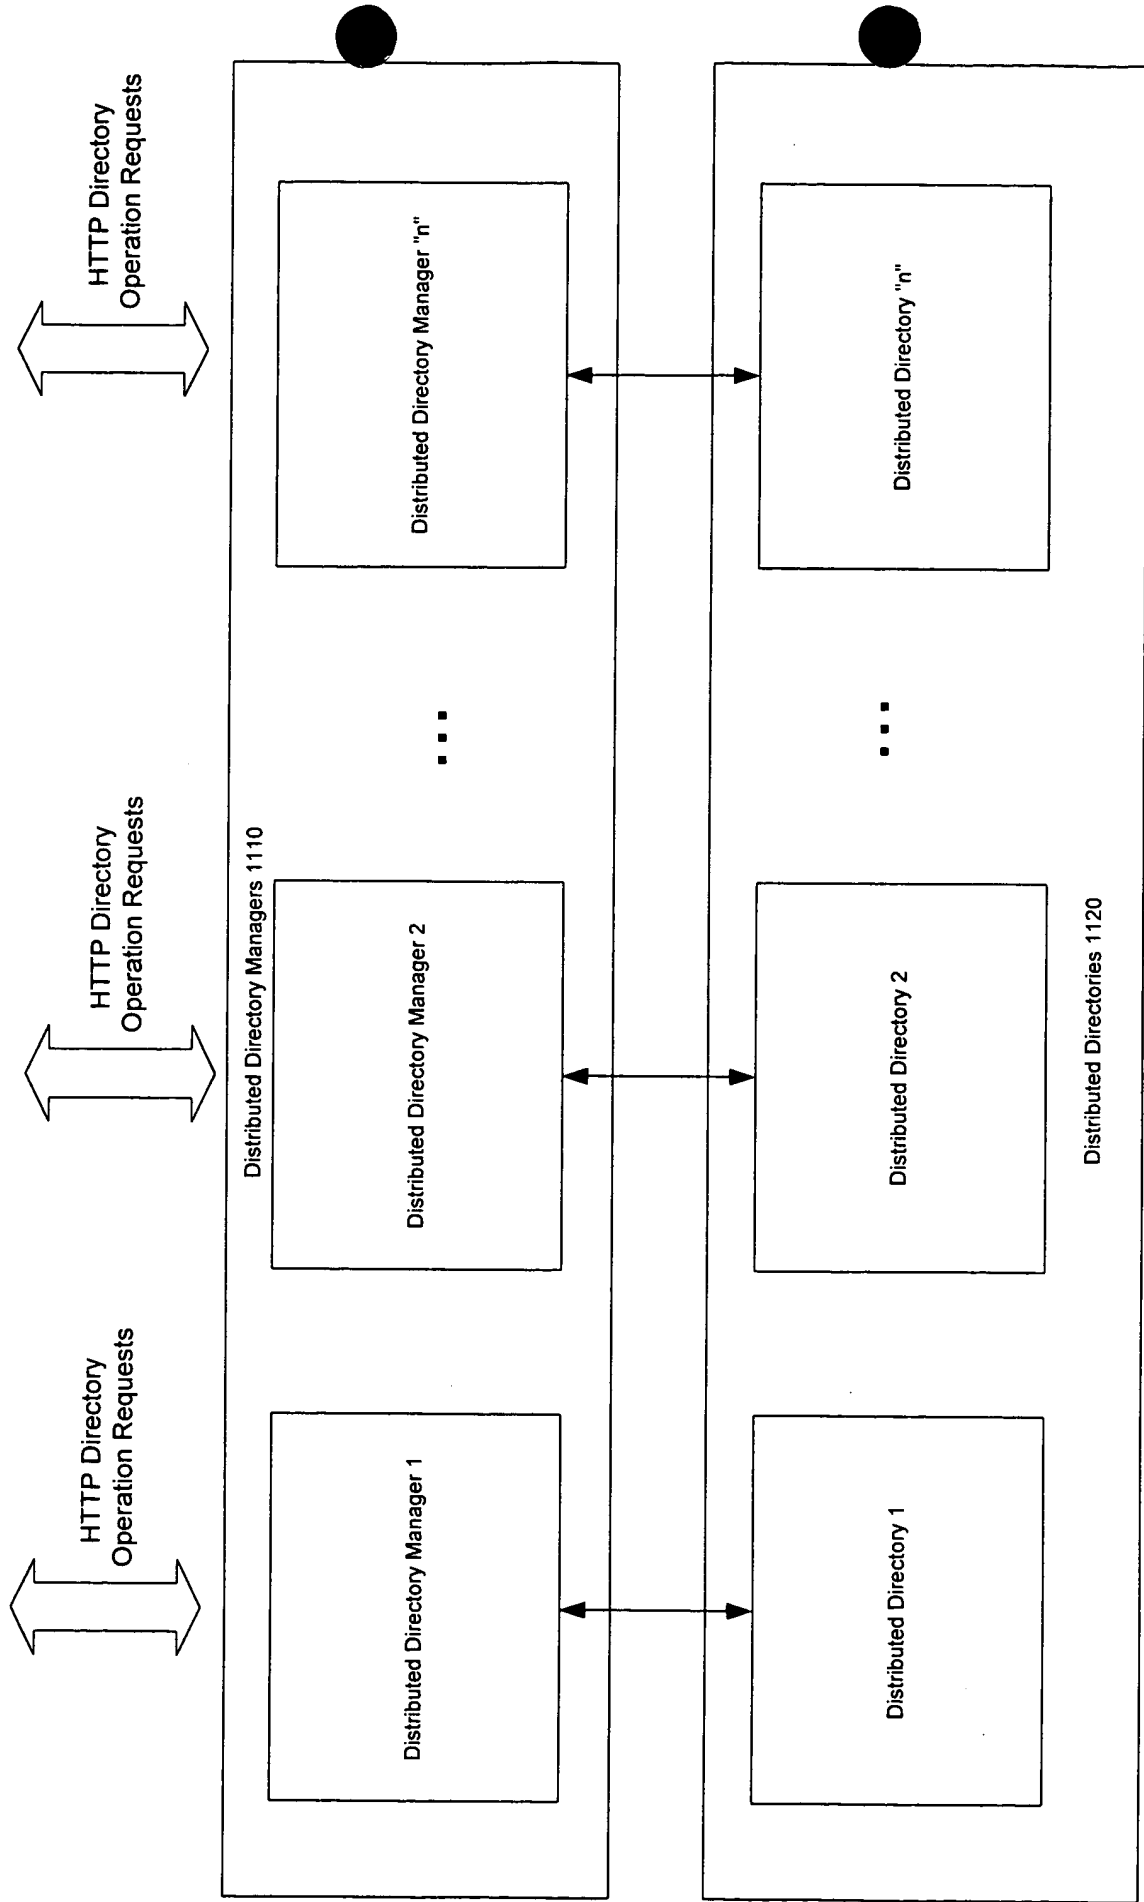 HTTP Directory
Operation Requests
HTTP Directory
Operation Requests
HTTP Directory
Operation Requests
Distributed Directory Managers 1110
Distributed Directory Manager 1
Distributed Directory Manager 2
...
Distributed Directory Manager "n"
Distributed Directory 1
Distributed Directory 2
...
Distributed Directory "n"
Distributed Directories 1120